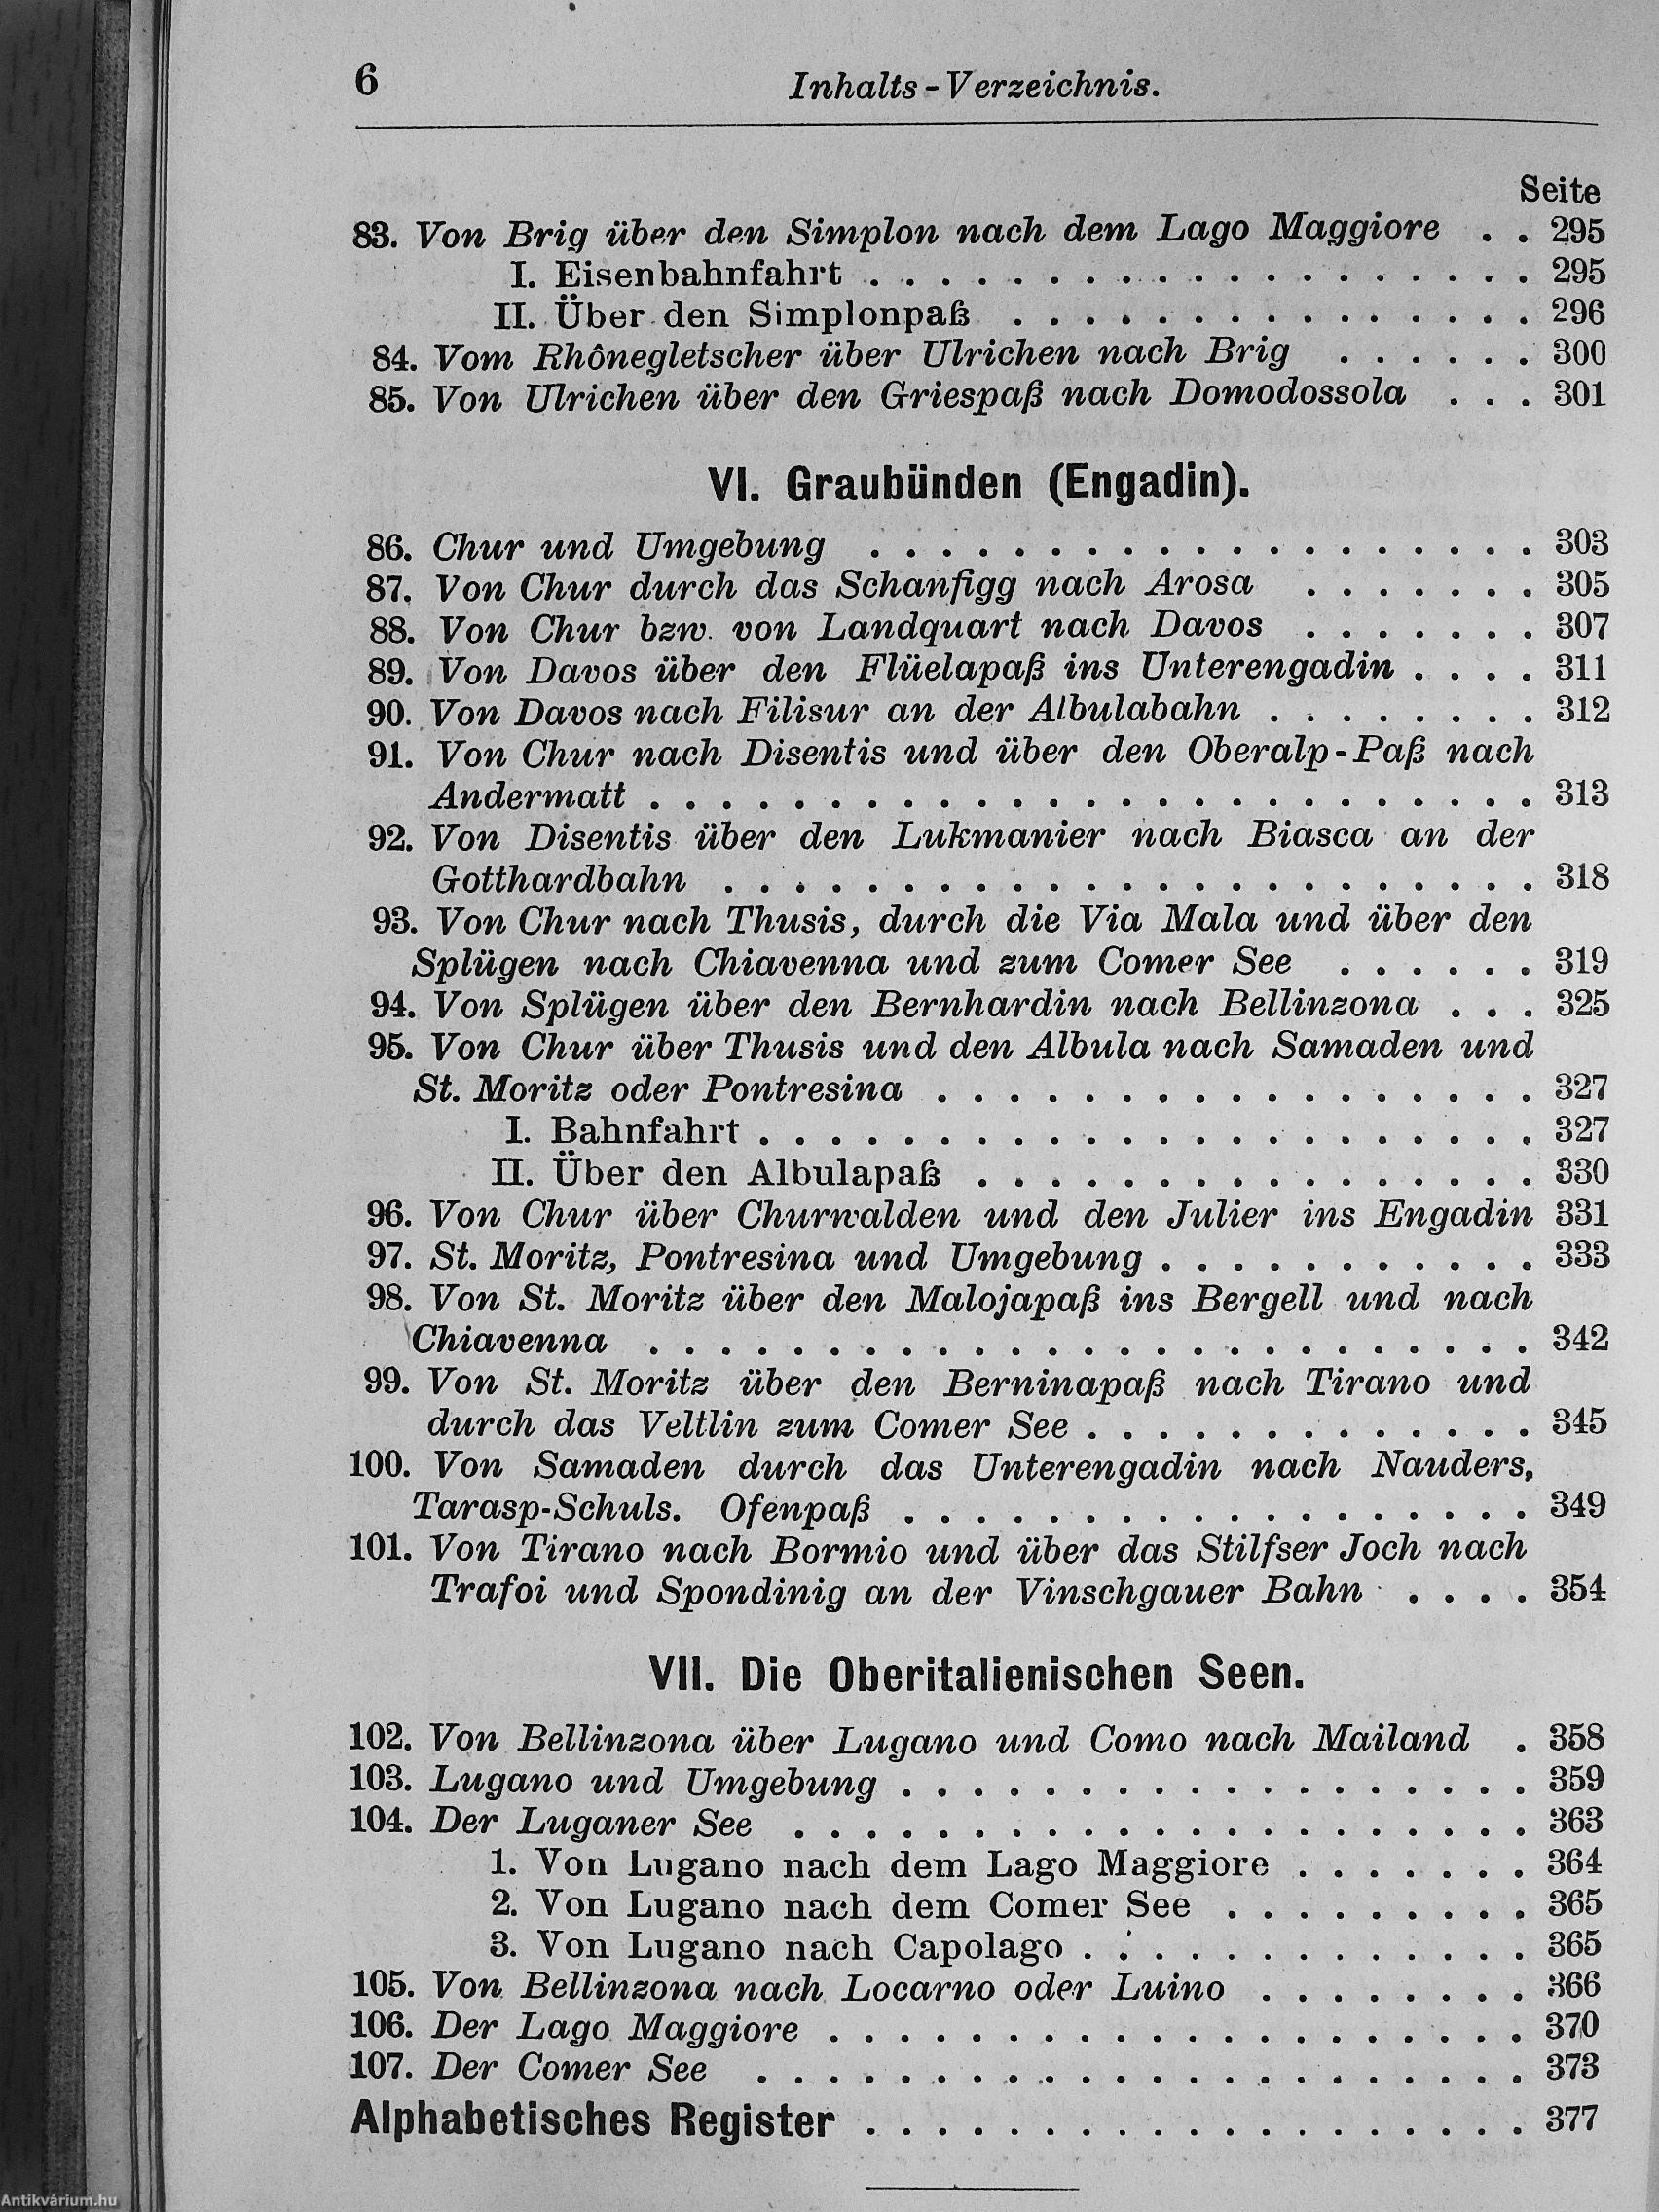 6
Inhalts-Verzeichnis.
Seite
83. Von Brig über den Simplon nach dem Lago Maggiore . . 295
I. Eisenbahnfahrt . . . . . . . . . . . . . . . . . . . 295
II. Über den Simplonpaß . . . . . . . . . . . . . . . 296
84. Vom Rhônegletscher über Ulrichen nach Brig . . . . . . 300
85. Von Ulrichen über den Griespaß nach Domodossola . . . 301
VI. Graubünden (Engadin).
86. Chur und Umgebung . . . . . . . . . . . . . . . . . . . 303
87. Von Chur durch das Schanfigg nach Arosa . . . . . . . 305
88. Von Chur bzw. von Landquart nach Davos . . . . . . . 307
89. Von Davos über den Flüelapaß ins Unterengadin . . . . 311
90. Von Davos nach Filisur an der Albulabahn . . . . . . . . 312
91. Von Chur nach Disentis und über den Oberalp-Paß nach
Andermatt . . . . . . . . . . . . . . . . . . . . . . . . . 313
92. Von Disentis über den Lukmanier nach Biasca an der
Gotthardbahn . . . . . . . . . . . . . . . . . . . . . . . 318
93. Von Chur nach Thusis, durch die Via Mala und über den
Splügen nach Chiavenna und zum Comer See . . . . . . 319
94. Von Splügen über den Bernhardin nach Bellinzona . . . 325
95. Von Chur über Thusis und den Albula nach Samaden und
St. Moritz oder Pontresina . . . . . . . . . . . . . . . . . 327
I. Bahnfahrt . . . . . . . . . . . . . . . . . . . . . . 327
II. Über den Albulapaß . . . . . . . . . . . . . . . . 330
96. Von Chur über Churwalden und den Julier ins Engadin 331
97. St. Moritz, Pontresina und Umgebung . . . . . . . . . . . 333
98. Von St. Moritz über den Malojapaß ins Bergell und nach
Chiavenna . . . . . . . . . . . . . . . . . . . . . . . . . 342
99. Von St. Moritz über den Berninapaß nach Tirano und
durch das Veltlin zum Comer See . . . . . . . . . . . . . 345
100. Von Samaden durch das Unterengadin nach Nauders,
Tarasp-Schuls. Ofenpaß . . . . . . . . . . . . . . . . . . 349
101. Von Tirano nach Bormio und über das Stilfser Joch nach
Trafoi und Spondinig an der Vinschgauer Bahn . . . . 354
VII. Die Oberitalienischen Seen.
102. Von Bellinzona über Lugano und Como nach Mailand . 358
103. Lugano und Umgebung . . . . . . . . . . . . . . . . . . 359
104. Der Luganer See . . . . . . . . . . . . . . . . . . . . . 363
1. Von Lugano nach dem Lago Maggiore . . . . . . . 364
2. Von Lugano nach dem Comer See . . . . . . . . . 365
3. Von Lugano nach Capolago . . . . . . . . . . . . . 365
105. Von Bellinzona nach Locarno oder Luino . . . . . . . . 366
106. Der Lago Maggiore . . . . . . . . . . . . . . . . . . . . 370
107. Der Comer See . . . . . . . . . . . . . . . . . . . . . . 373
Alphabetisches Register . . . . . . . . . . . . . . . . . . . 377
Antikvárium.hu